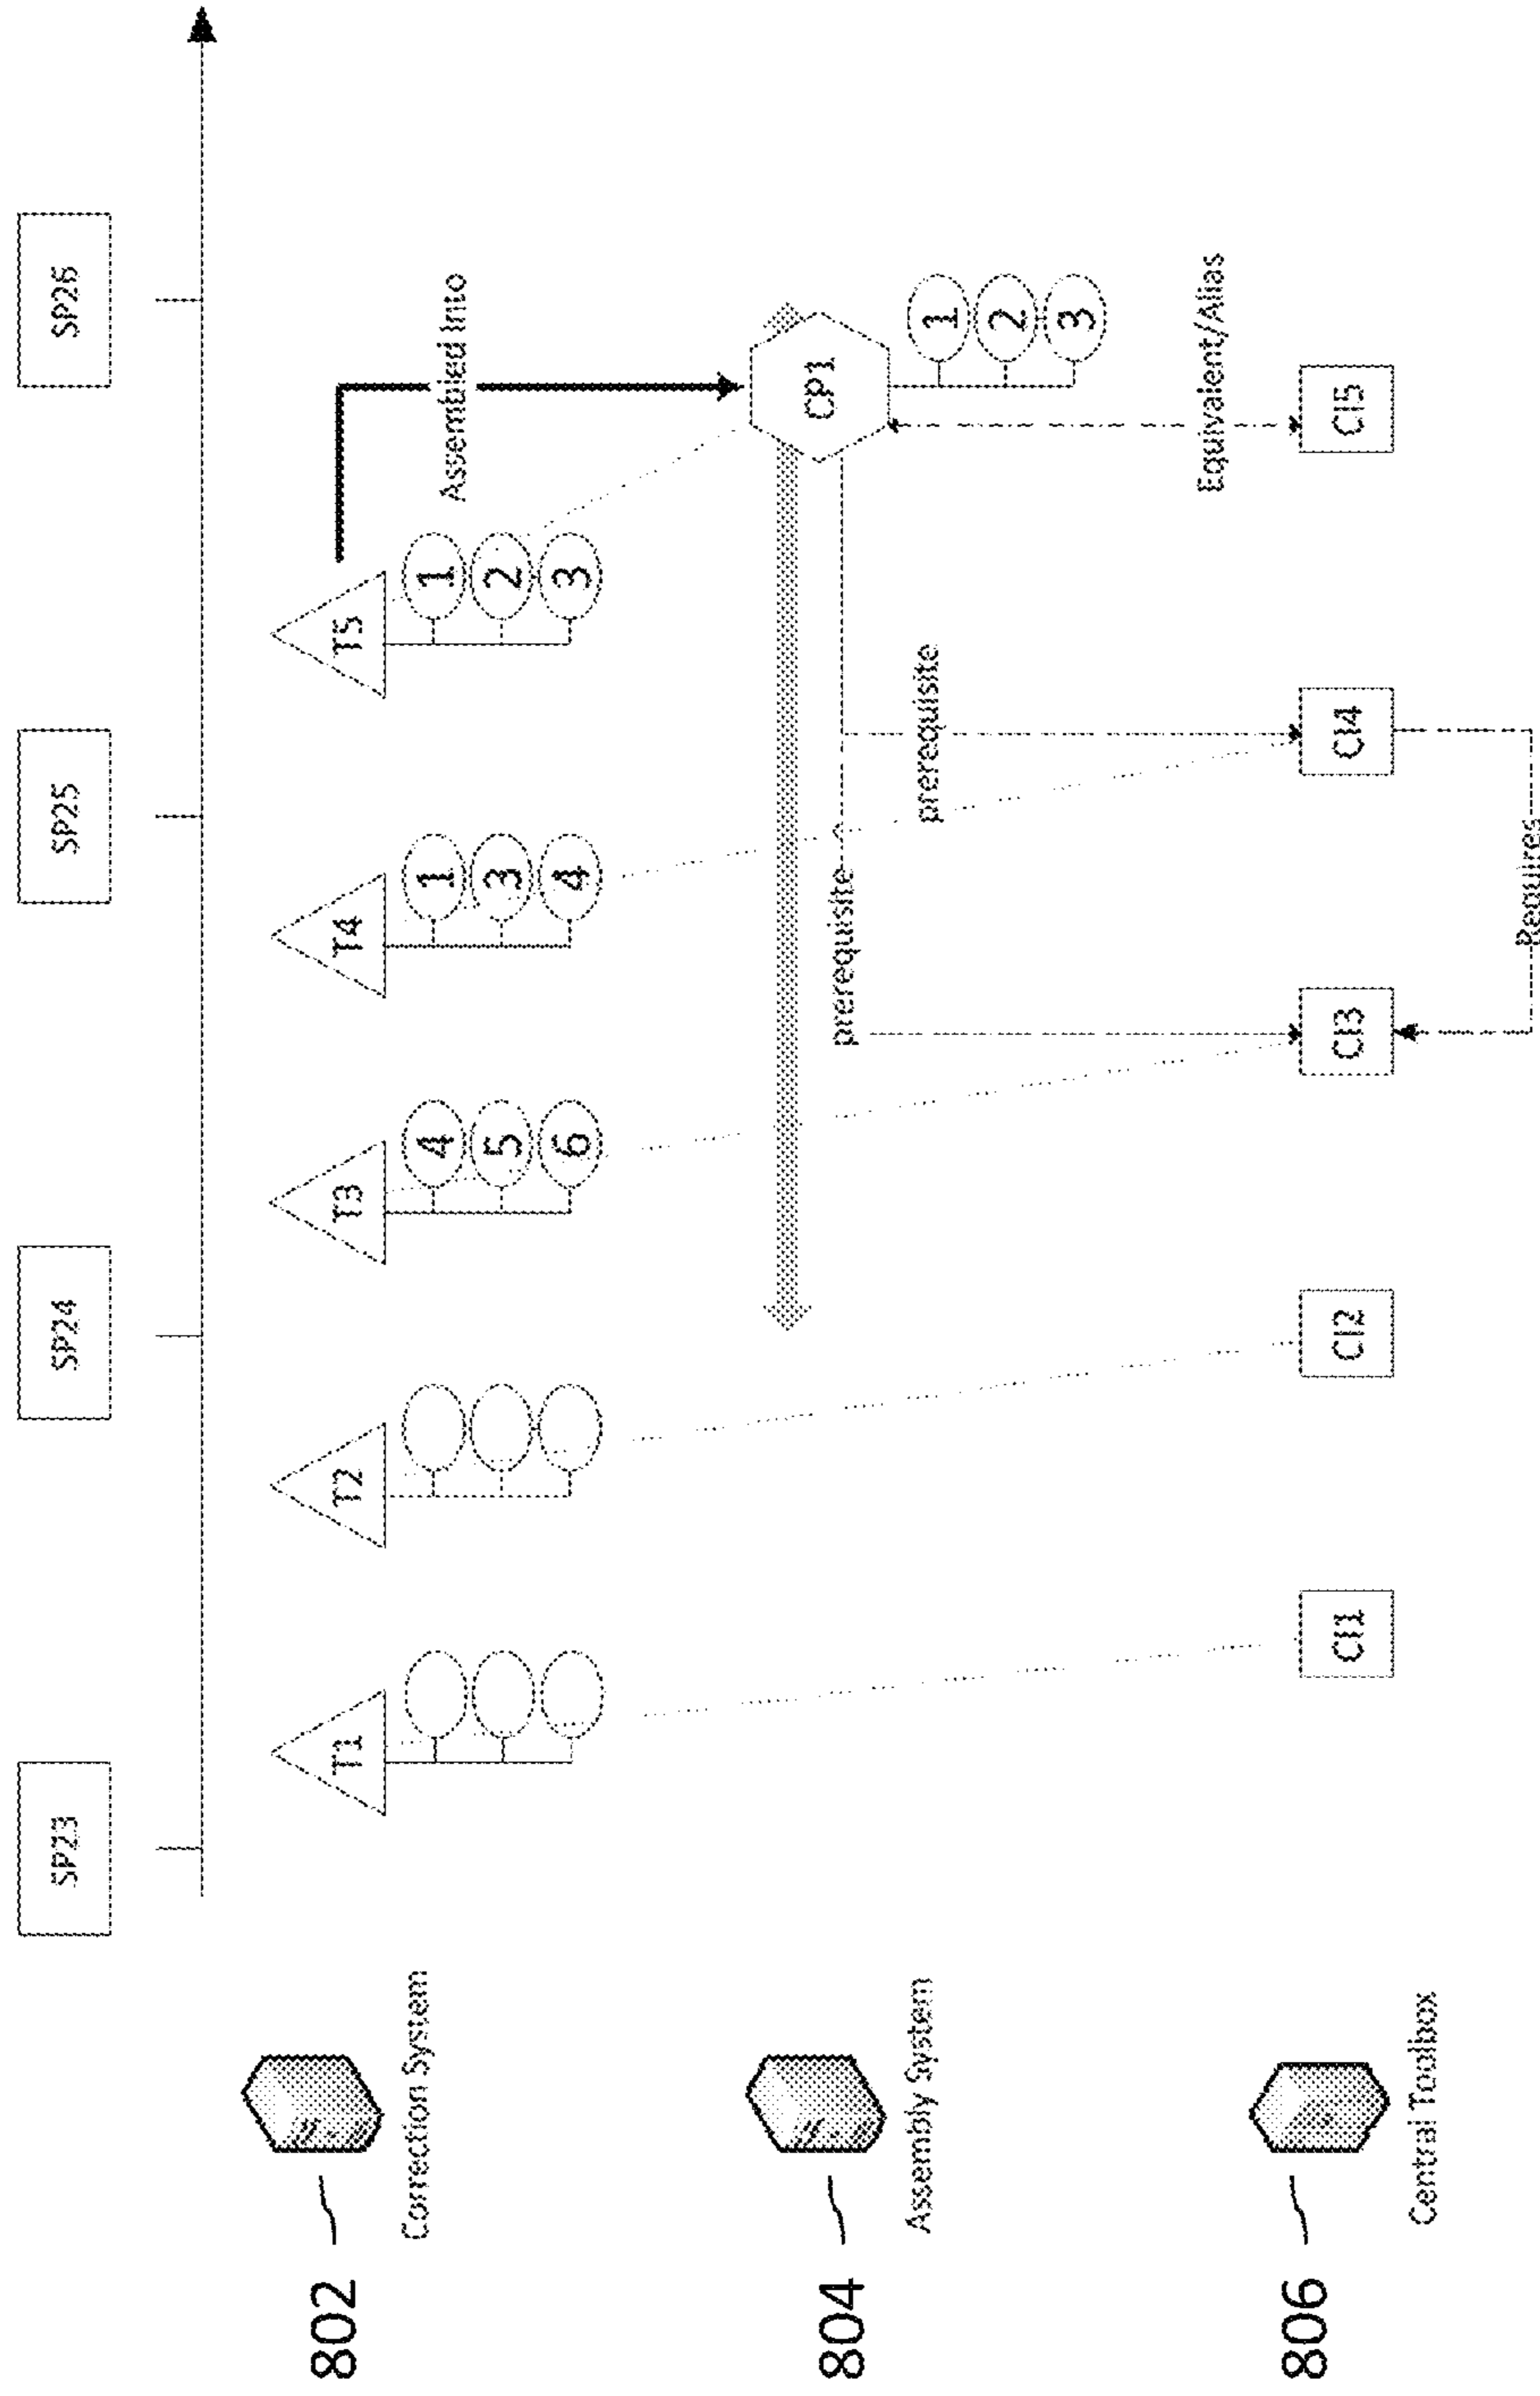 SP23
SP24
SP25
SP26
802
Correction System
T1
T2
T3
4
5
6
T4
1
3
4
T5
1
2
3
Assembled Into
804
Assembly System
prerequisite
prerequisite
CP1
1
2
3
Equivalent/Alias
806
Central Toolbox
CI1
CI2
CI3
CI4
CI5
Requires